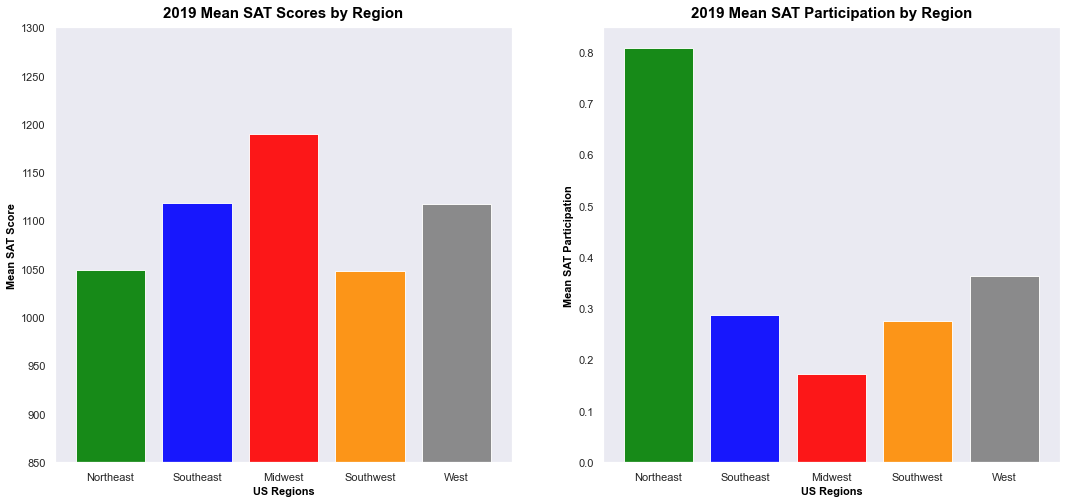 2019 Mean SAT Scores by Region
Mean SAT Score
1300
1250
1200
1150
1100
1050
1000
950
900
850
Northeast Southeast Midwest Southwest West
US Regions
2019 Mean SAT Participation by Region
Mean SAT Participation
0.8
0.7
0.6
0.5
0.4
0.3
0.2
0.1
0.0
Northeast Southeast Midwest Southwest West
US Regions